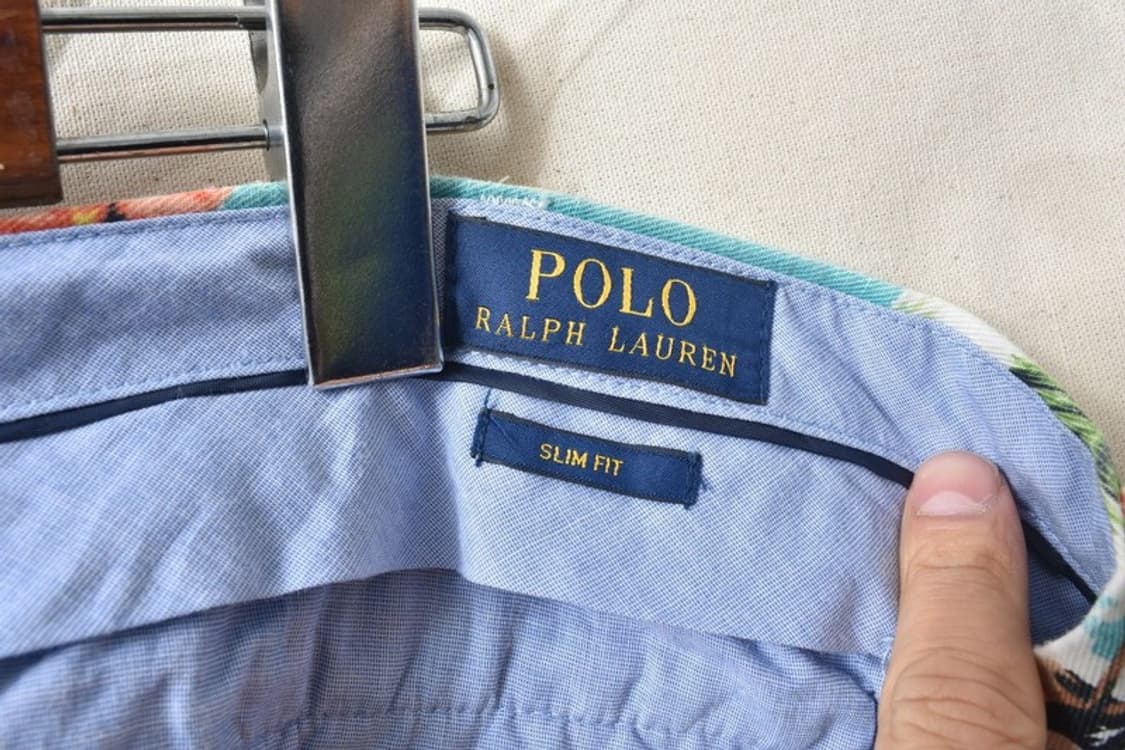 POLO
RALPH LAUREN
SLIM FIT